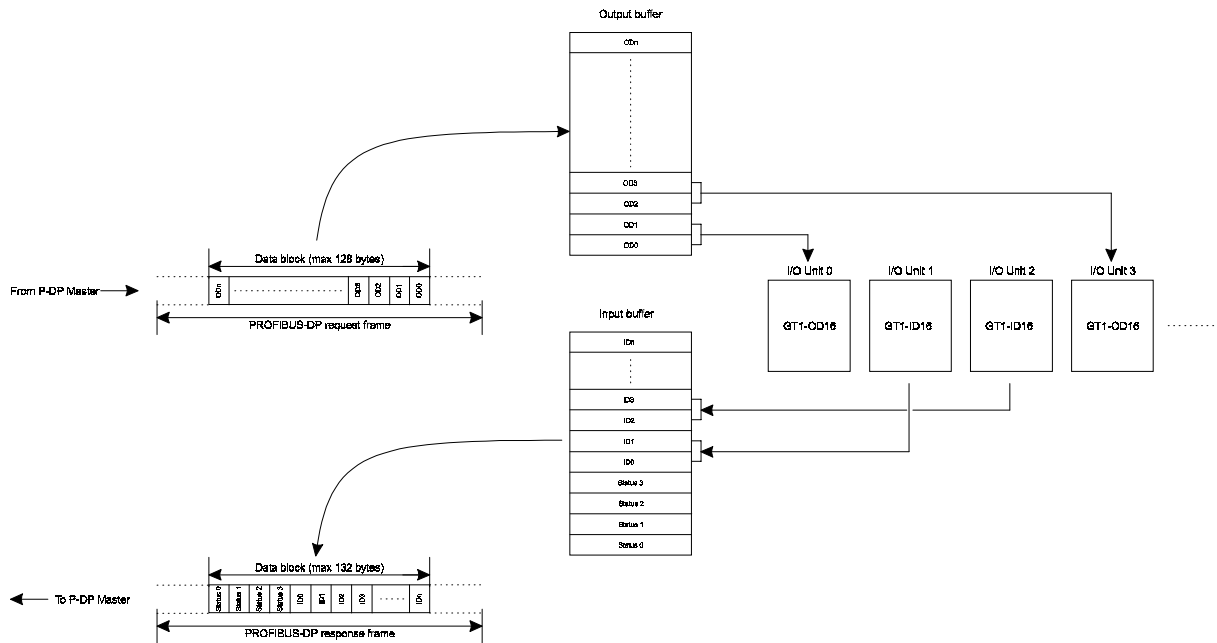 Output buffer
ODn
OD3
OD2
OD1
OD0
Data block (max 128 bytes)
From P-DP Master
ODn OD3 OD2 OD1 OD0
PROFIBUS-DP request frame
I/O Unit 0 I/O Unit 1 I/O Unit 2 I/O Unit 3
GT1-OD16 GT1-ID16 GT1-ID16 GT1-OD16
Input buffer
IDn
ID3
ID2
ID1
ID0
Status 3
Status 2
Status 1
Status 0
Data block (max 132 bytes)
To P-DP Master
Status 0 Status 1 Status 2 Status 3 ID0 ID1 ID2 ID3 IDn
PROFIBUS-DP response frame